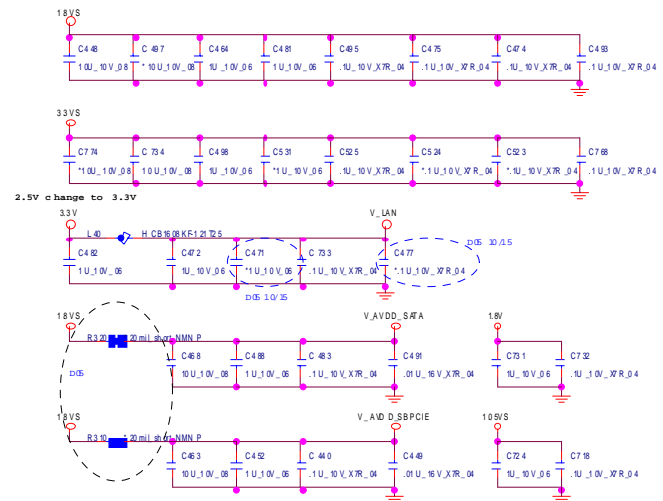 1.8VS
C448 C497 C464 C481 C495 C475 C474 C493
10U_10V_08 *10U_10V_08 1U_10V_06 1U_10V_06 .1U_10V_X7R_04 .1U_10V_X7R_04 .1U_10V_X7R_04 .1U_10V_X7R_04
3.3VS
C774 C734 C498 C531 C525 C524 C523 C768
*10U_10V_08 10U_10V_08 1U_10V_06 *1U_10V_06 .1U_10V_X7R_04 *.1U_10V_X7R_04 *.1U_10V_X7R_04 .1U_10V_X7R_04
2.5V change to 3.3V
3.3V V_LAN
L40 HCB1608KF-121T25
D05 10/15
C482 C472 C471 C733 C477
1U_10V_06 1U_10V_06 *1U_10V_06 .1U_10V_X7R_04 *.1U_10V_X7R_04
D05 10/15
1.8VS V_AVDD_SATA 1.8V
R320 *20mil_short_NMNP
C468 C488 C483 C491 C731 C732
D05
10U_10V_08 1U_10V_06 .1U_10V_X7R_04 .01U_16V_X7R_04 1U_10V_06 .1U_10V_X7R_04
1.8VS V_AVDD_SBPCIE 1.05VS
R310 *20mil_short_NMNP
C463 C452 C440 C449 C724 C718
10U_10V_08 1U_10V_06 .1U_10V_X7R_04 .01U_16V_X7R_04 1U_10V_06 .1U_10V_X7R_04